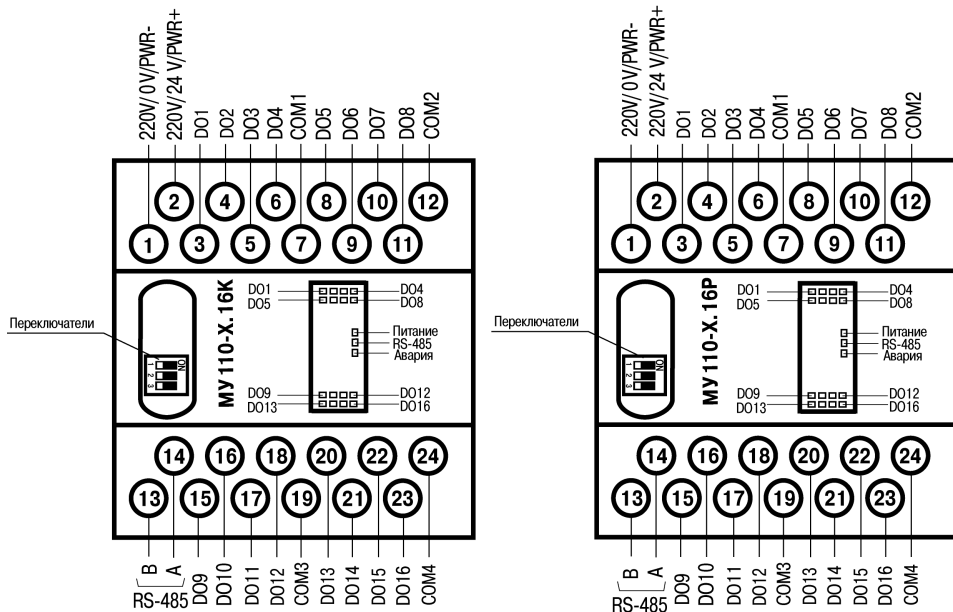 220V/0V/PWR-
220V/24 V/PWR+
DO1
DO2
DO3
DO4
COM1
DO5
DO6
DO7
DO8
COM2
2 4 6 8 10 12
1 3 5 7 9 11
Переключатели
ON
1 2 3
МУ110-Х.16К
DO1 DO4
DO5 DO8
Питание
RS-485
Авария
DO9 DO12
DO13 DO16
14 16 18 20 22 24
13 15 17 19 21 23
B
A
RS-485
DO9
DO10
DO11
DO12
COM3
DO13
DO14
DO15
DO16
COM4
220V/0V/PWR-
220V/24 V/PWR+
DO1
DO2
DO3
DO4
COM1
DO5
DO6
DO7
DO8
COM2
2 4 6 8 10 12
1 3 5 7 9 11
Переключатели
ON
1 2 3
МУ110-Х.16Р
DO1 DO4
DO5 DO8
Питание
RS-485
Авария
DO9 DO12
DO13 DO16
14 16 18 20 22 24
13 15 17 19 21 23
B
A
RS-485
DO9
DO10
DO11
DO12
COM3
DO13
DO14
DO15
DO16
COM4